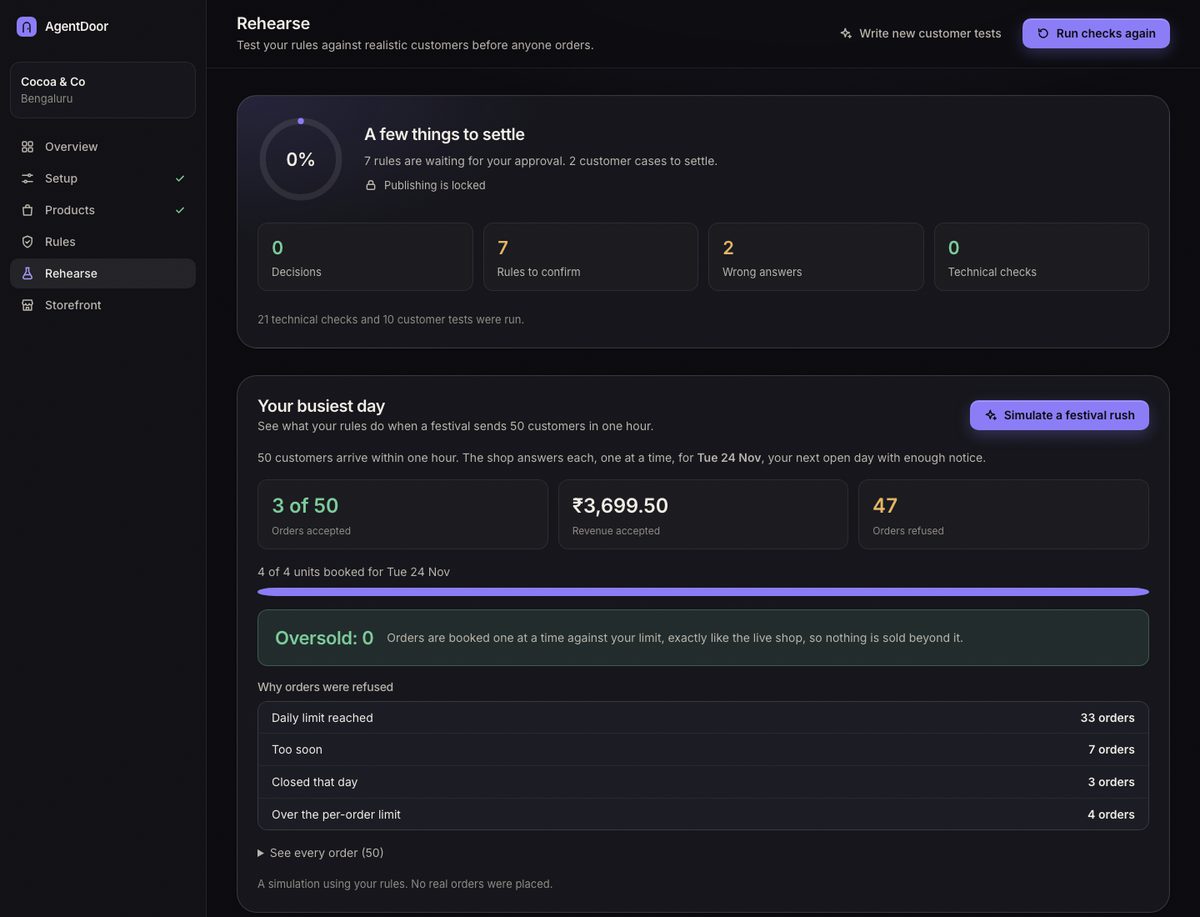 AgentDoor
Cocoa & Co
Bengaluru
Overview
Setup
Products
Rules
Rehearse
Storefront
Rehearse
Test your rules against realistic customers before anyone orders.
Write new customer tests
Run checks again
0%
A few things to settle
7 rules are waiting for your approval. 2 customer cases to settle.
Publishing is locked
0
Decisions
7
Rules to confirm
2
Wrong answers
0
Technical checks
21 technical checks and 10 customer tests were run.
Your busiest day
See what your rules do when a festival sends 50 customers in one hour.
Simulate a festival rush
50 customers arrive within one hour. The shop answers each, one at a time, for Tue 24 Nov, your next open day with enough notice.
3 of 50
Orders accepted
₹3,699.50
Revenue accepted
47
Orders refused
4 of 4 units booked for Tue 24 Nov
Oversold: 0 Orders are booked one at a time against your limit, exactly like the live shop, so nothing is sold beyond it.
Why orders were refused
Daily limit reached 33 orders
Too soon 7 orders
Closed that day 3 orders
Over the per-order limit 4 orders
See every order (50)
A simulation using your rules. No real orders were placed.